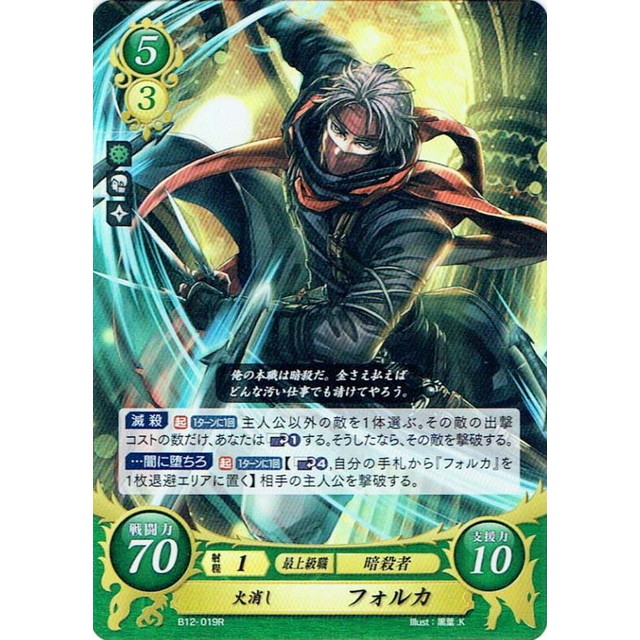 5
3
俺の本職は暗殺だ。金さえ払えば
どんな汚い仕事でも請けてやろう。
滅殺 起 1ターンに1回 主人公以外の敵を1体選ぶ。その敵の出撃
コストの数だけ、あなたは 1する。そうしたなら、その敵を撃破する。
…闇に堕ちろ 起 1ターンに1回【 4,自分の手札から『フォルカ』を
1枚退避エリアに置く】相手の主人公を撃破する。
戦闘力 70
射程 1
最上級職 暗殺者
支援力 10
火消し フォルカ
B12-019R
Illust:黒葉.K